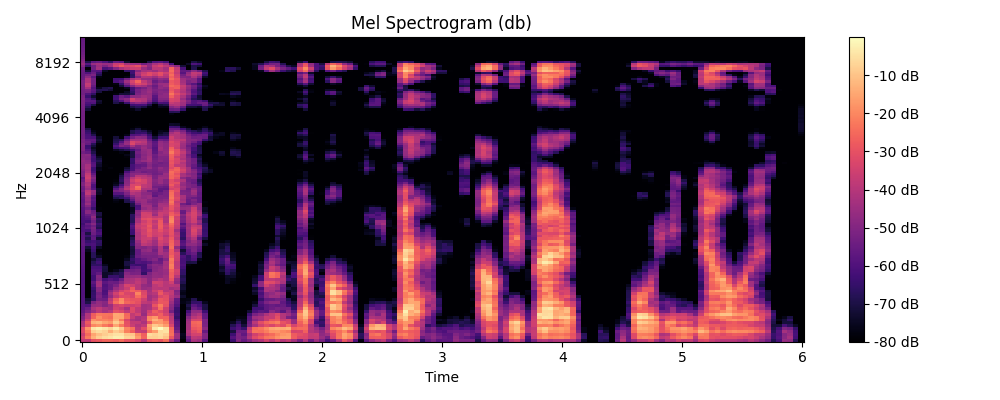 Mel Spectrogram (db)
8192
4096
2048
1024
512
0
Hz
0 1 2 3 4 5 6
Time
-10 dB
-20 dB
-30 dB
-40 dB
-50 dB
-60 dB
-70 dB
-80 dB